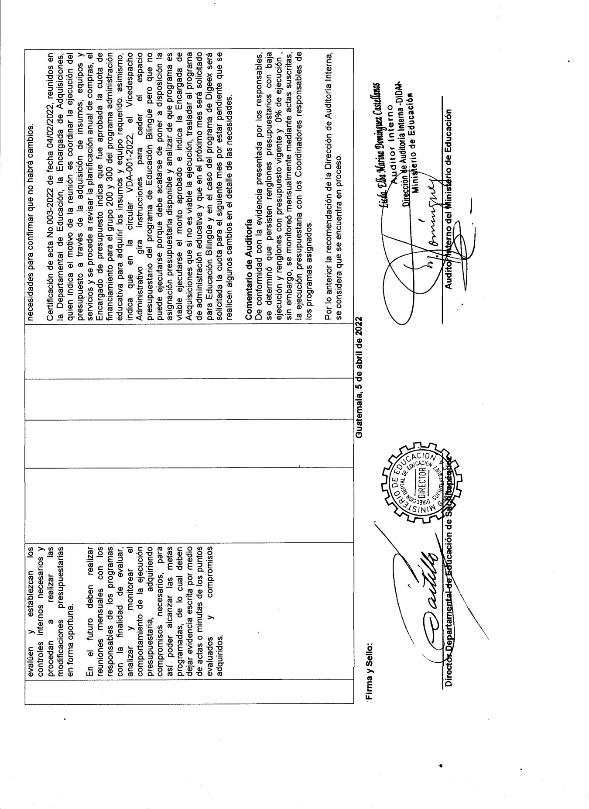 evalúen y establezcan los
controles internos necesarios y
procedan a realizar las
modificaciones presupuestarias
en forma oportuna.
En el futuro deben realizar
reuniones mensuales con los
responsables de los programas
con la finalidad de evaluar,
analizar y monitorear el
comportamiento de la ejecución
presupuestaria, adquiriendo
compromisos necesarios, para
así poder alcanzar las metas
programadas, de lo cual deben
dejar evidencia escrita por medio
de actas o minutas de los puntos
evaluados y compromisos
adquiridos.
necesidades para confirmar que no habrá cambios.
Certificación de acta No.003-2022 de fecha 04/02/2022, reunidos en
la Departamental de Educación, la Encargada de Adquisiciones,
quien indica el motivo de la reunión es coordinar la ejecución del
presupuesto a través de la adquisición de insumos, equipos y
servicios y se procede a revisar la planificación anual de compras, el
Encargado de presupuesto indica que fue aprobada la cuota de
financiamiento para el grupo 200 y 300 del programa administración
educativa para adquirir los insumos y equipo requerido, asimismo,
indica que en la circular VDA-001-2022, el Vicedespacho
Administrativo gira instrucciones para ceder el espacio
presupuestario del programa de Educación Bilingüe pero que no
puede ejecutarse porque debe acatarse de poner a disposición la
asignación presupuestaria disponible y analizar de que programa es
viable ejecutarse el monto aprobado e indica la Encargada de
Adquisiciones que si no es viable la ejecución, trasladar al programa
de administración educativa y que en el próximo mes será solicitado
para Educación Bilingüe y en el caso del programa de Digeex será
solicitada la cuota para el siguiente mes por estar pendiente que se
realicen algunos cambios en el detalle de las necesidades.
Comentario de Auditoría
De conformidad con la evidencia presentada por los responsables,
se determinó que persisten renglones presupuestarios con baja
ejecución y renglones con presupuesto vigente y 0% de ejecución,
sin embargo, se monitoreó mensualmente mediante actas suscritas,
la ejecución presupuestaria con los Coordinadores responsables de
los programas asignados.
Por lo anterior la recomendación de la Dirección de Auditoría Interna,
se considera que se encuentra en proceso.
Guatemala, 5 de abril de 2022
Firma y Sello:
MINISTERIO DE EDUCACION
DIRECTOR
Director Departamental de Educación de
Licda. Elba Marina Domínguez Castellanos
Auditor Interno
Dirección de Auditoría Interna -DIDAI-
Ministerio de Educación
Auditor Interno del Ministerio de Educación